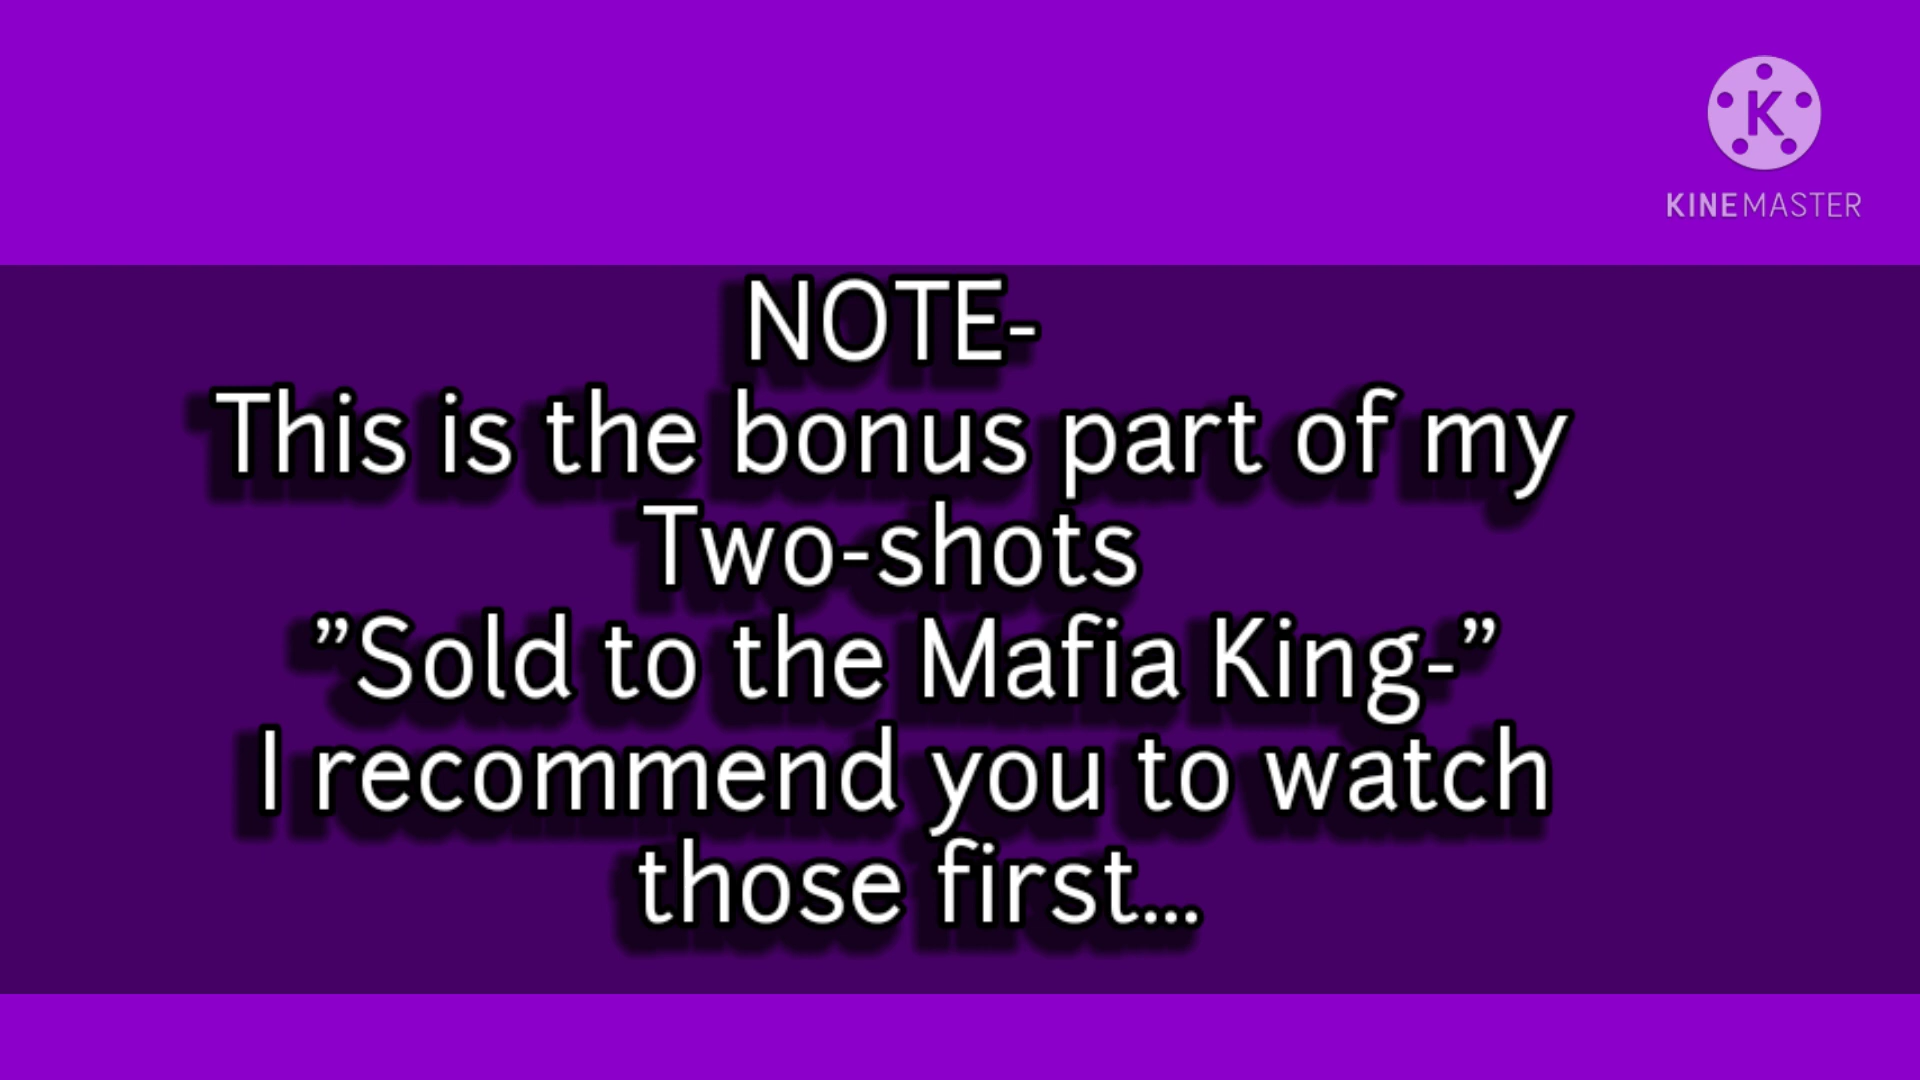 K
KINEMASTER
NOTE-
This is the bonus part of my
Two-shots
”Sold to the Mafia King-”
I recommend you to watch
those first...